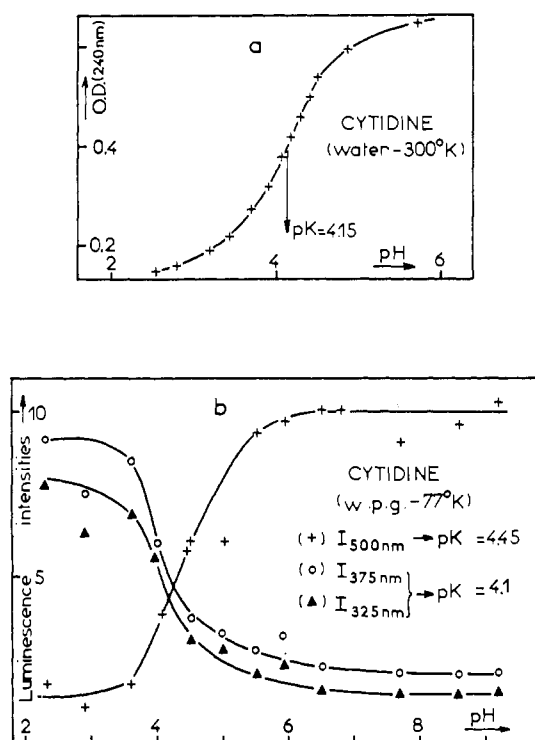 a
O.D.(240nm)
0.4
0.2
CYTIDINE
(water-300°K)
pK=4.15
2
4
pH
6
b
10
5
Luminescence intensities
CYTIDINE
(w.p.g.-77°K)
(+) I500nm → pK = 4.45
(o) I375nm
(▲) I325nm
} → pK = 4.1
2
4
6
8
pH